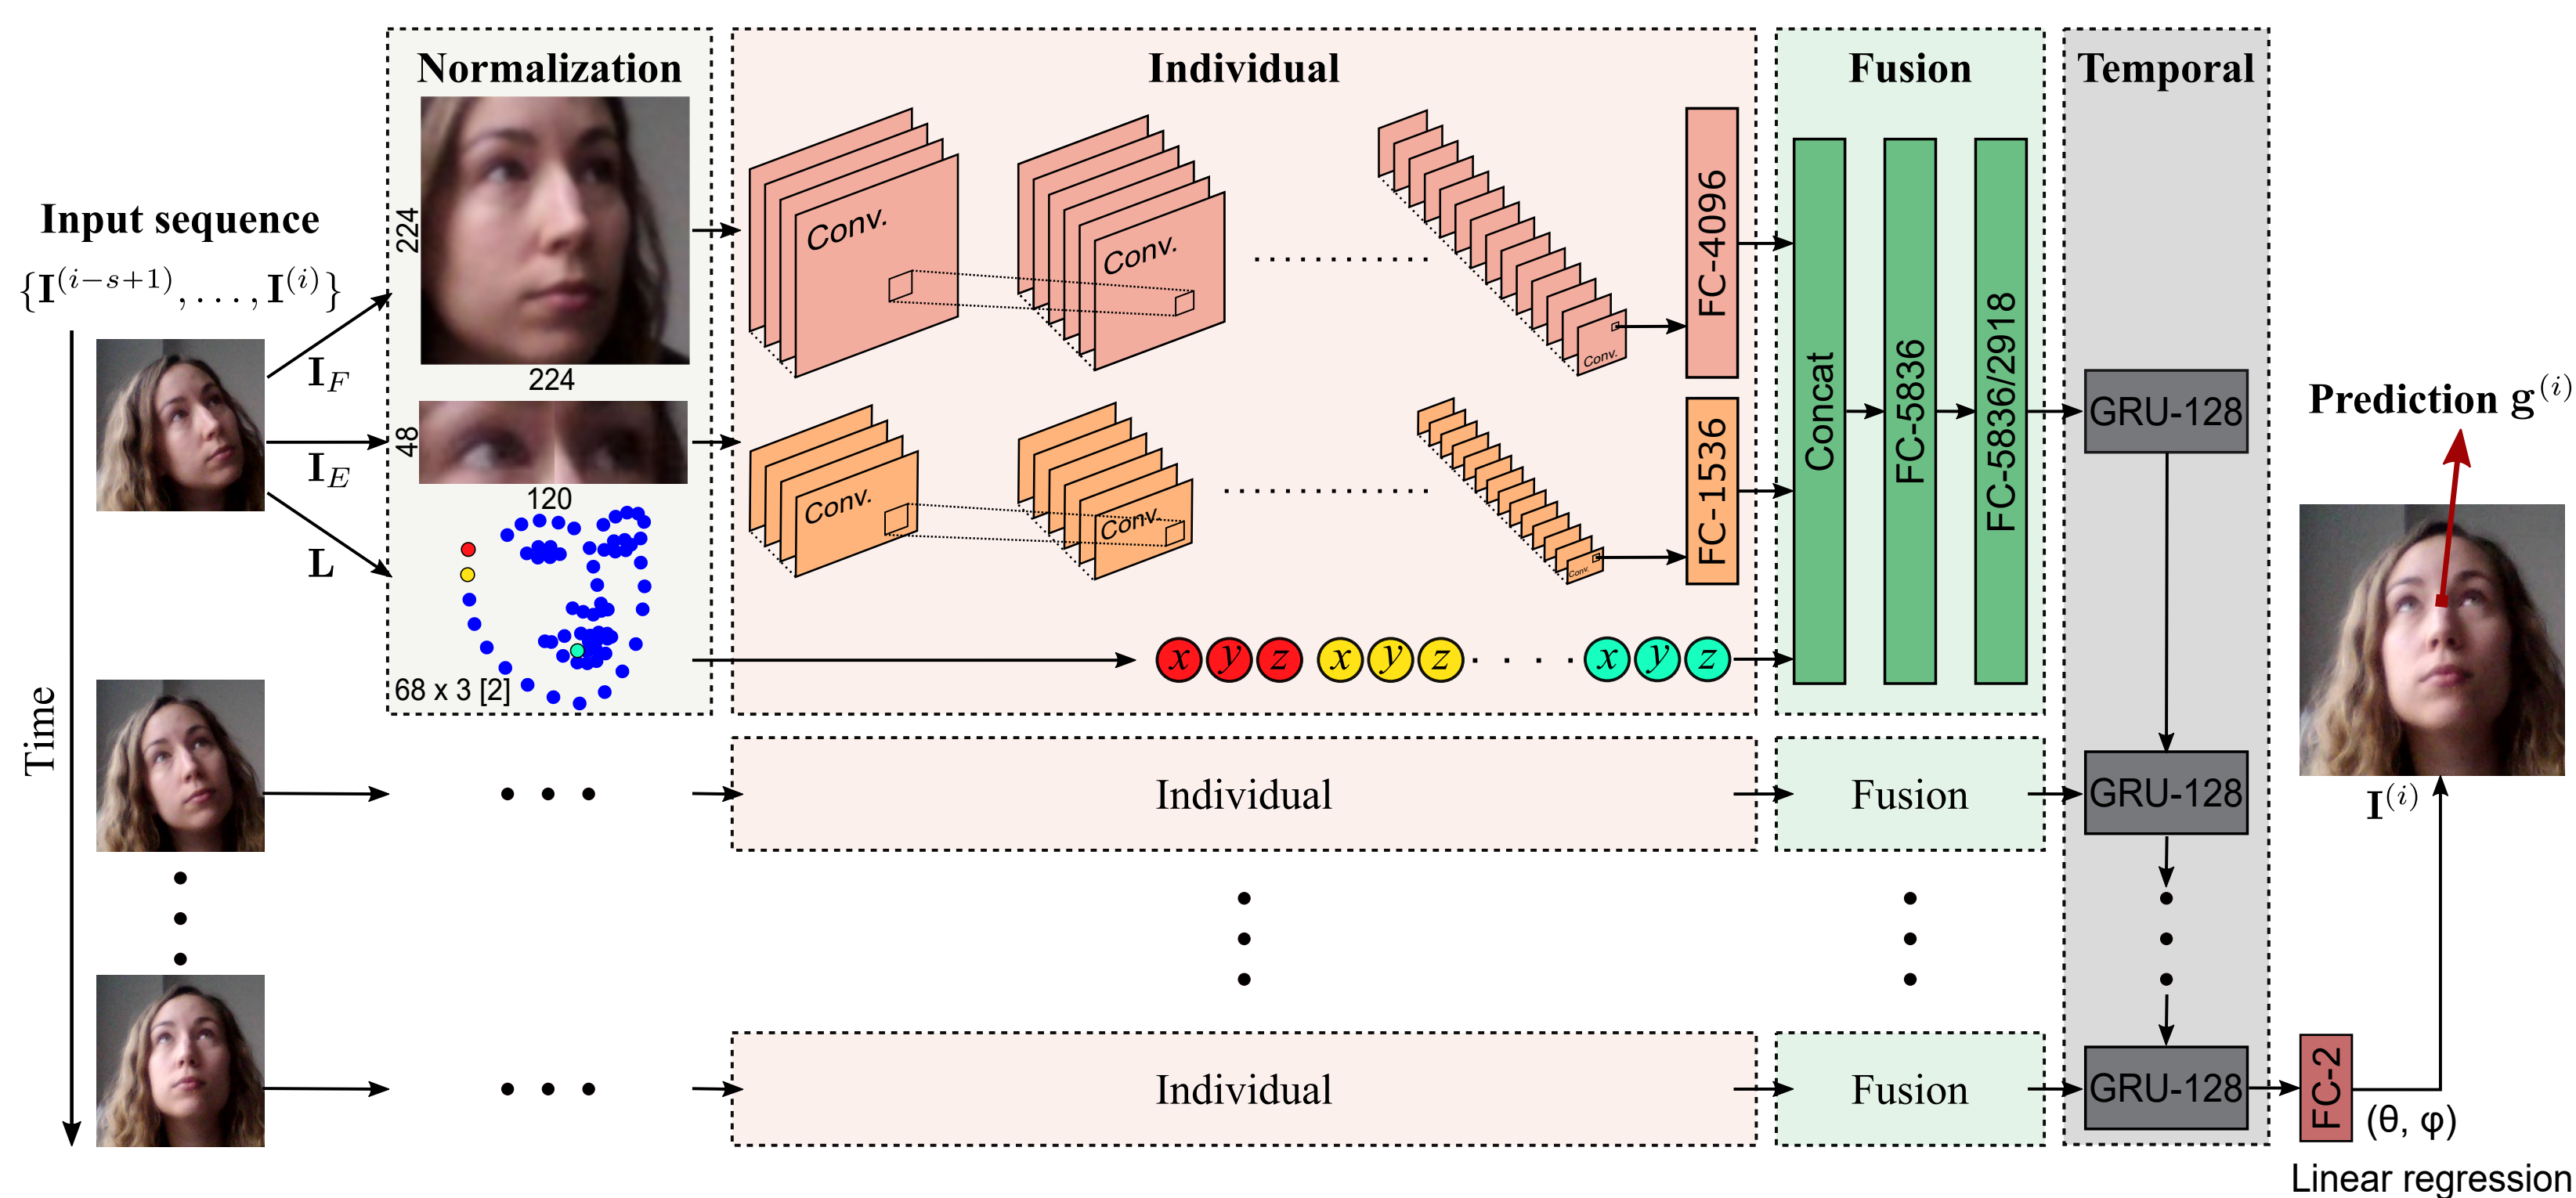 Normalization
Individual
Fusion
Temporal
Input sequence
{I^(i−s+1), …, I^(i)}
I_F
I_E
L
Time
224
224
48
120
68 x 3 [2]
Conv.
Conv.
Conv.
FC-4096
Conv.
Conv.
Conv.
FC-1536
x y z x y z x y z
Concat
FC-5836
FC-5836/2918
GRU-128
Prediction g^(i)
I^(i)
Individual
Fusion
GRU-128
Individual
Fusion
GRU-128
FC-2
(θ, φ)
Linear regression